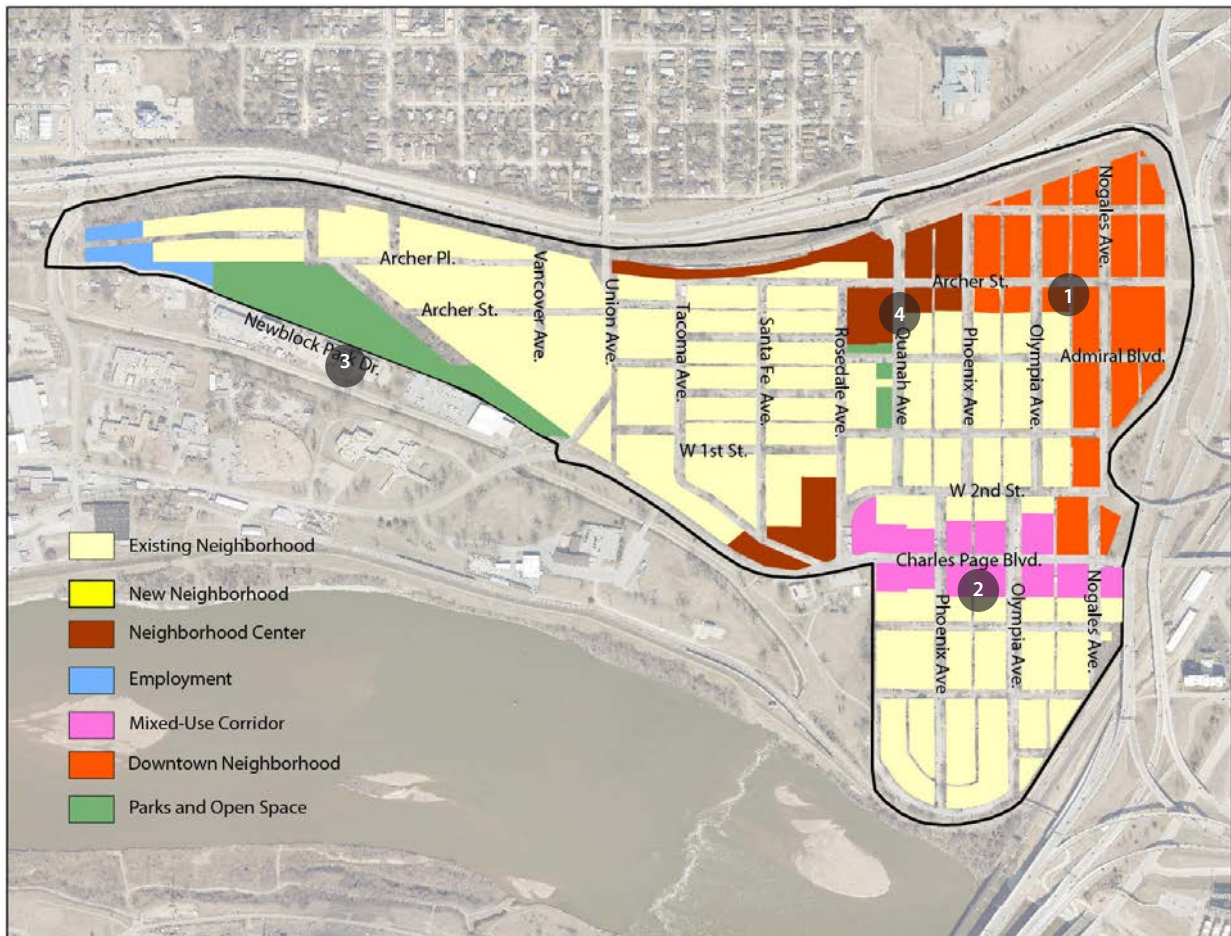 Nogales Ave.
Archer Pl.
Vancover Ave.
Union Ave.
Archer St.
Archer St.
1
4
Newblock Park Dr.
3
Tacoma Ave.
Santa Fe Ave.
Rosedale Ave.
Quanah Ave
Phoenix Ave.
Olympia Ave.
Admiral Blvd.
W 1st St.
W 2nd St.
Charles Page Blvd.
2
Phoenix Ave
Olympia Ave.
Nogales Ave.
Existing Neighborhood
New Neighborhood
Neighborhood Center
Employment
Mixed-Use Corridor
Downtown Neighborhood
Parks and Open Space